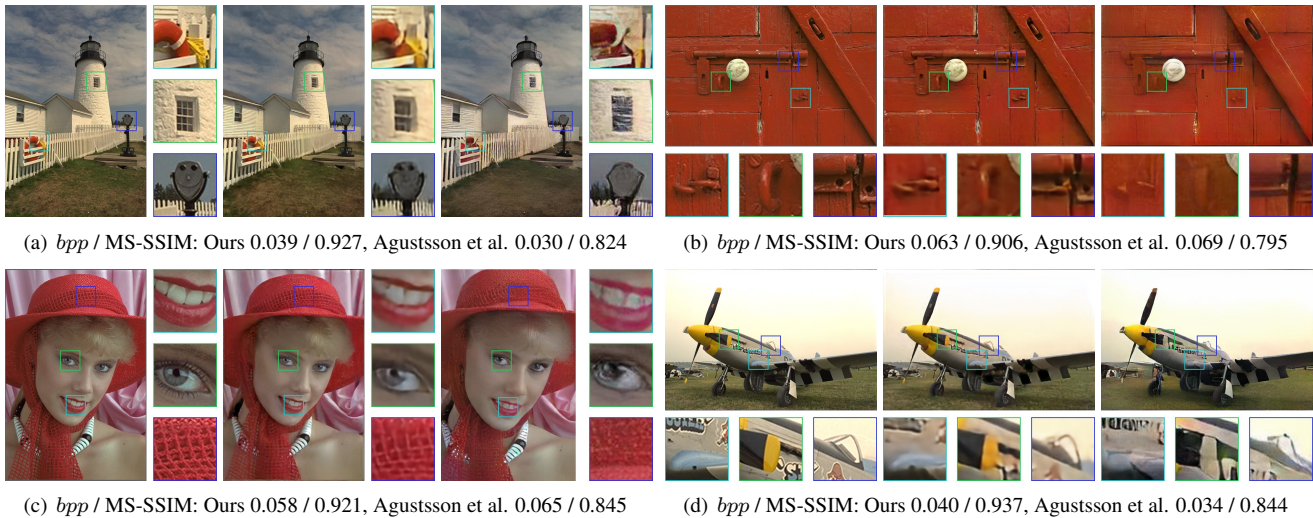 (a) bpp / MS-SSIM: Ours 0.039 / 0.927, Agustsson et al. 0.030 / 0.824
(b) bpp / MS-SSIM: Ours 0.063 / 0.906, Agustsson et al. 0.069 / 0.795
(c) bpp / MS-SSIM: Ours 0.058 / 0.921, Agustsson et al. 0.065 / 0.845
(d) bpp / MS-SSIM: Ours 0.040 / 0.937, Agustsson et al. 0.034 / 0.844